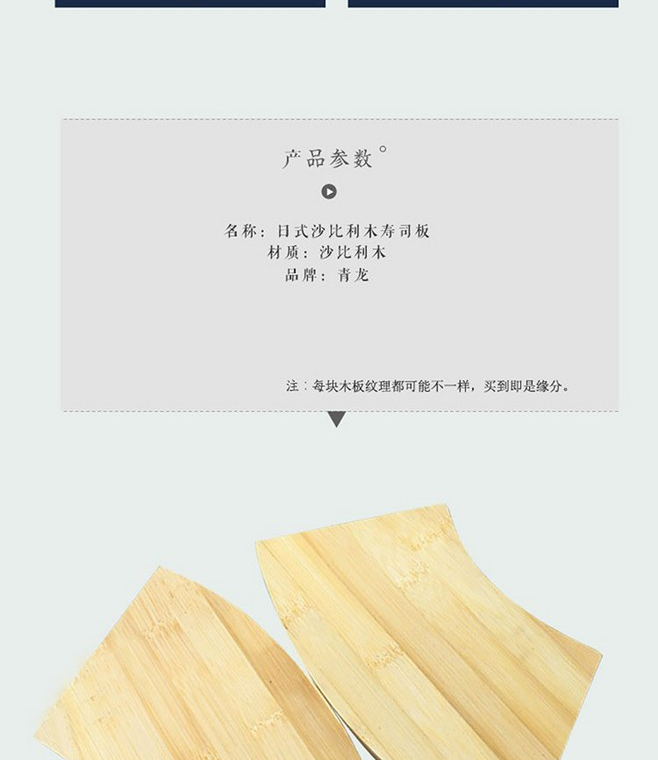 产品参数°
名称：日式沙比利木寿司板
材质：沙比利木
品牌：青龙
注：每块木板纹理都可能不一样，买到即是缘分。